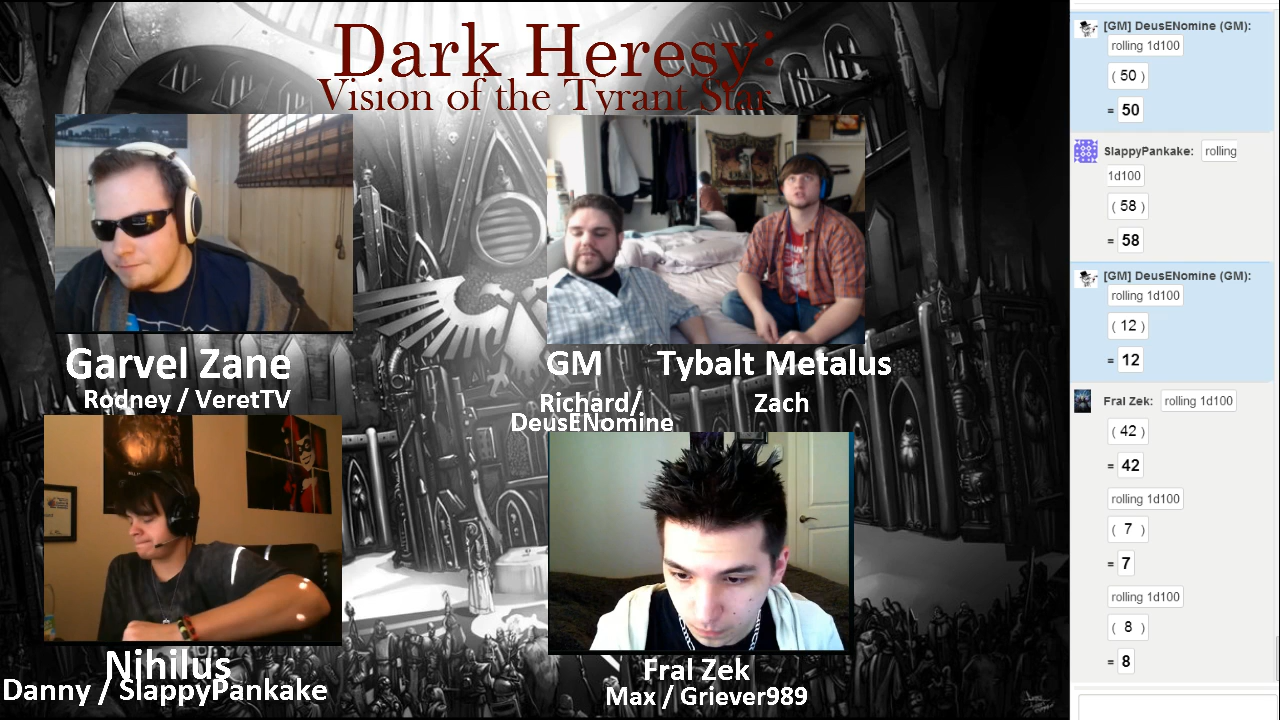 Dark Heresy:
Vision of the Tyrant Star
Garvel Zane
Rodney / VeretTV
GM
Richard/
DeusENomine
Tybalt Metalus
Zach
Nihilus
Danny / SlappyPankake
Fral Zek
Max / Griever989
[GM] DeusENomine (GM):
rolling 1d100
( 50 )
= 50
SlappyPankake: rolling
1d100
( 58 )
= 58
[GM] DeusENomine (GM):
rolling 1d100
( 12 )
= 12
Fral Zek: rolling 1d100
( 42 )
= 42
rolling 1d100
( 7 )
= 7
rolling 1d100
( 8 )
= 8